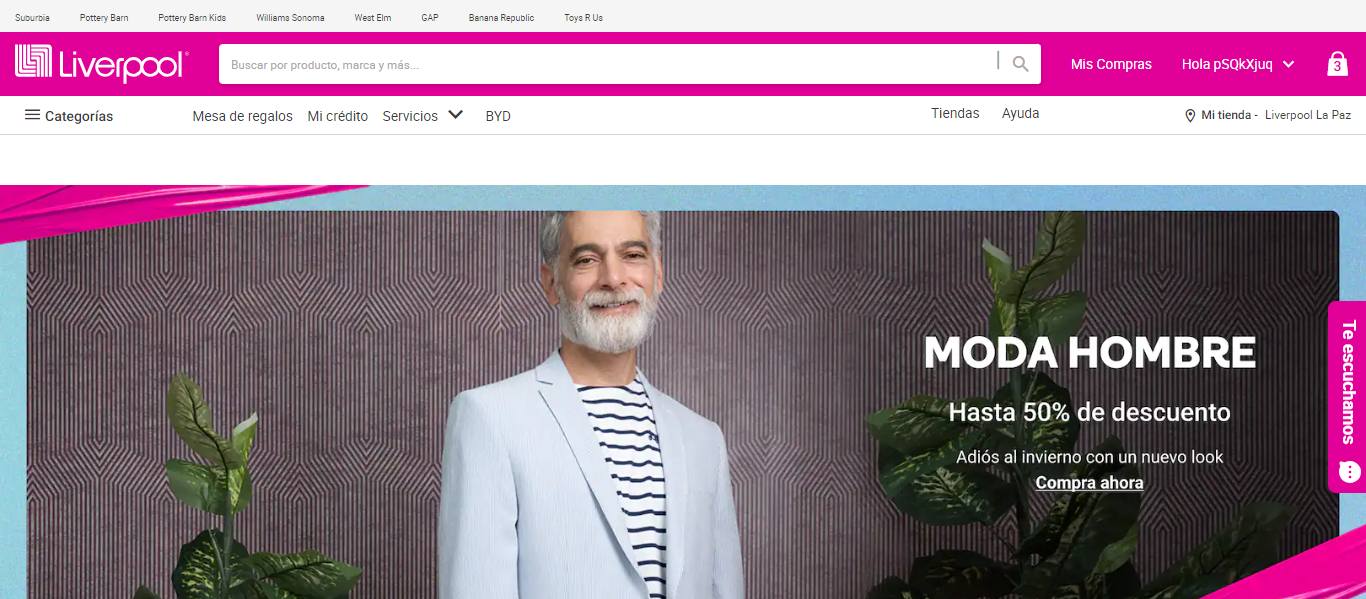 Suburbia Pottery Barn Pottery Barn Kids Williams Sonoma West Elm GAP Banana Republic Toys R Us
Liverpool
Buscar por producto, marca y más...
Mis Compras
Hola pSQkXjuq
3
Categorías
Mesa de regalos Mi crédito Servicios BYD
Tiendas Ayuda
Mi tienda - Liverpool La Paz
MODA HOMBRE
Hasta 50% de descuento
Adiós al invierno con un nuevo look
Compra ahora
Te escuchamos